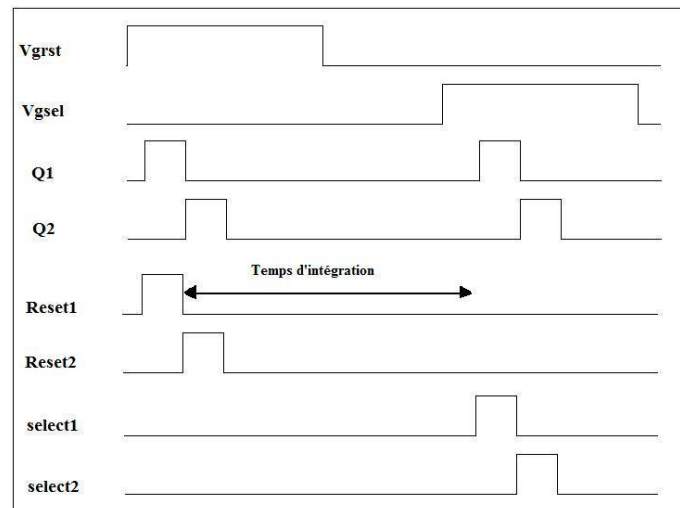 Vgrst
Vgsel
Q1
Q2
Temps d'intégration
Reset1
Reset2
select1
select2